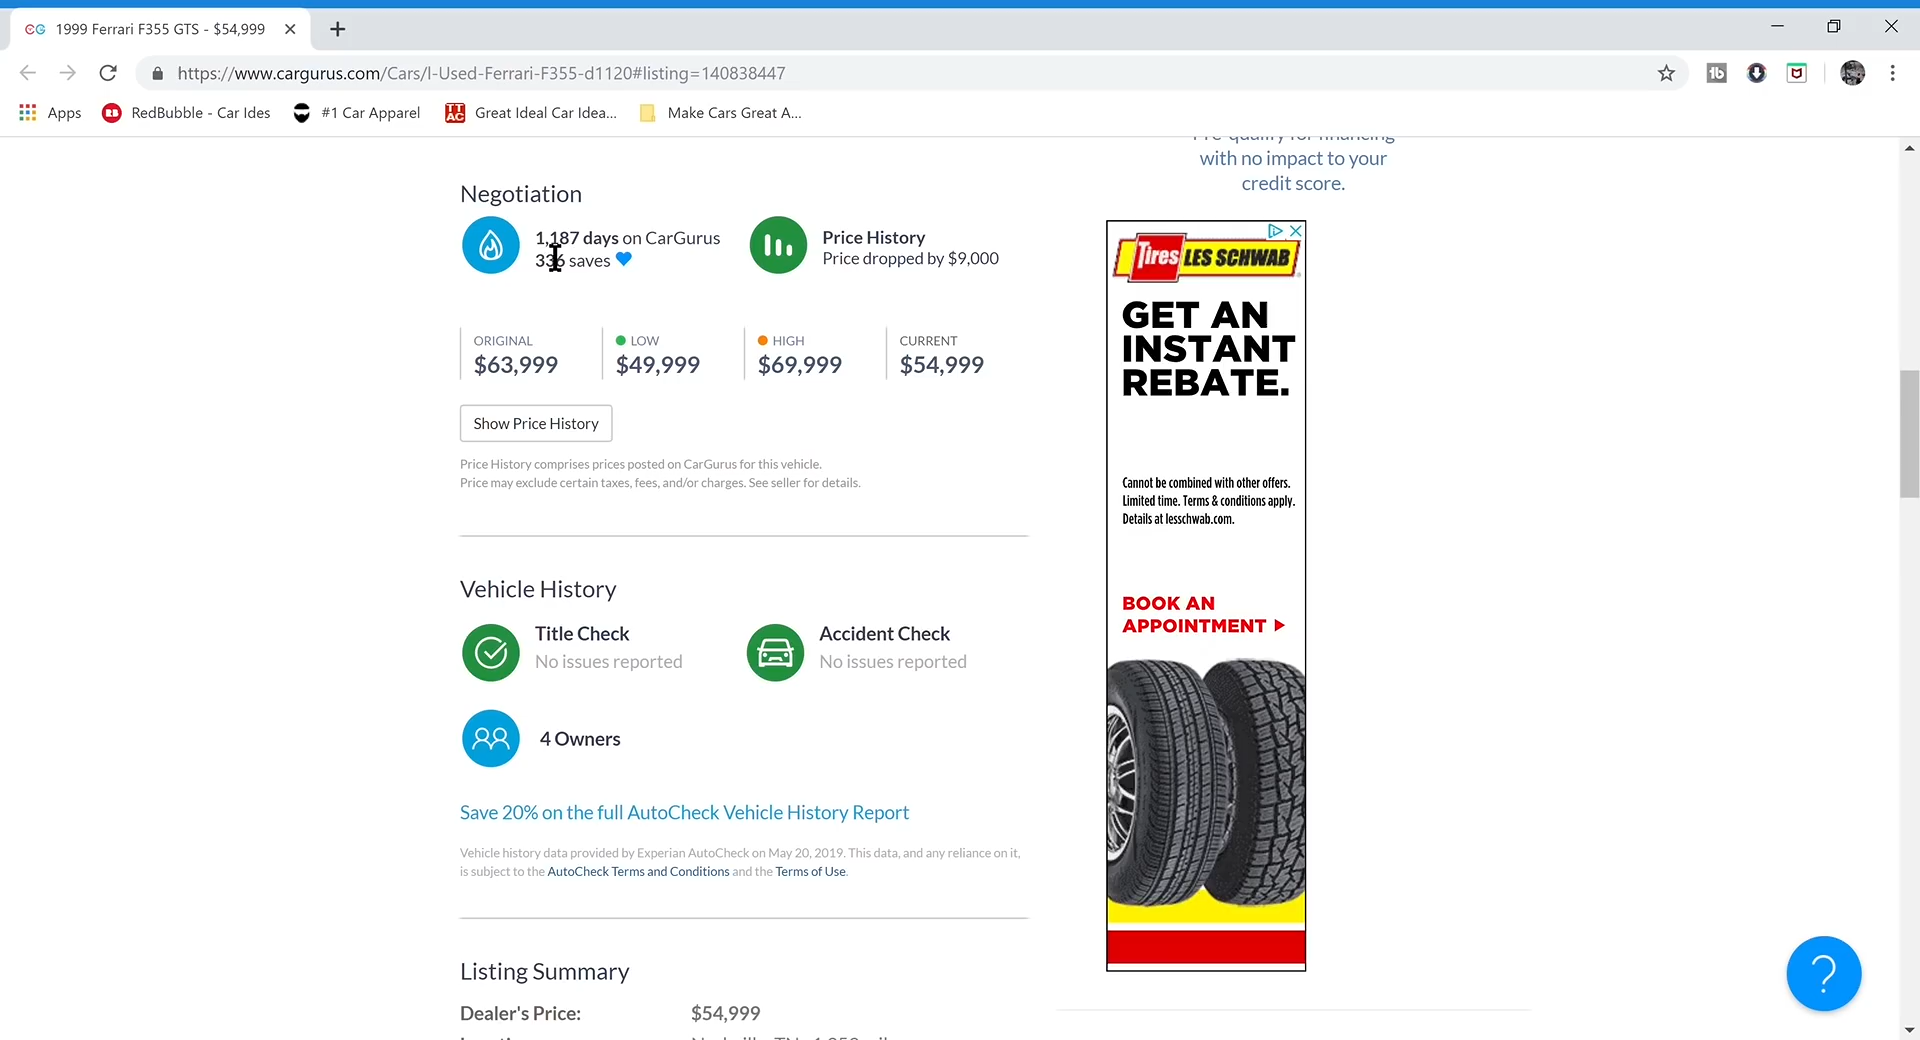 1999 Ferrari F355 GTS - $54,999
https://www.cargurus.com/Cars/l-Used-Ferrari-F355-d1120#listing=140838447
Apps
RedBubble - Car Ides
#1 Car Apparel
TTAC
Great Ideal Car Idea...
Make Cars Great A...
Pre-qualify for financing
with no impact to your
credit score.
Negotiation
1,187 days on CarGurus
336 saves
Price History
Price dropped by $9,000
ORIGINAL
$63,999
LOW
$49,999
HIGH
$69,999
CURRENT
$54,999
Show Price History
Price History comprises prices posted on CarGurus for this vehicle.
Price may exclude certain taxes, fees, and/or charges. See seller for details.
Vehicle History
Title Check
No issues reported
Accident Check
No issues reported
4 Owners
Save 20% on the full AutoCheck Vehicle History Report
Vehicle history data provided by Experian AutoCheck on May 20, 2019. This data, and any reliance on it,
is subject to the AutoCheck Terms and Conditions and the Terms of Use.
Listing Summary
Dealer's Price:
$54,999
Tires LES SCHWAB
GET AN
INSTANT
REBATE.
Cannot be combined with other offers.
Limited time. Terms & conditions apply.
Details at lesschwab.com.
BOOK AN
APPOINTMENT